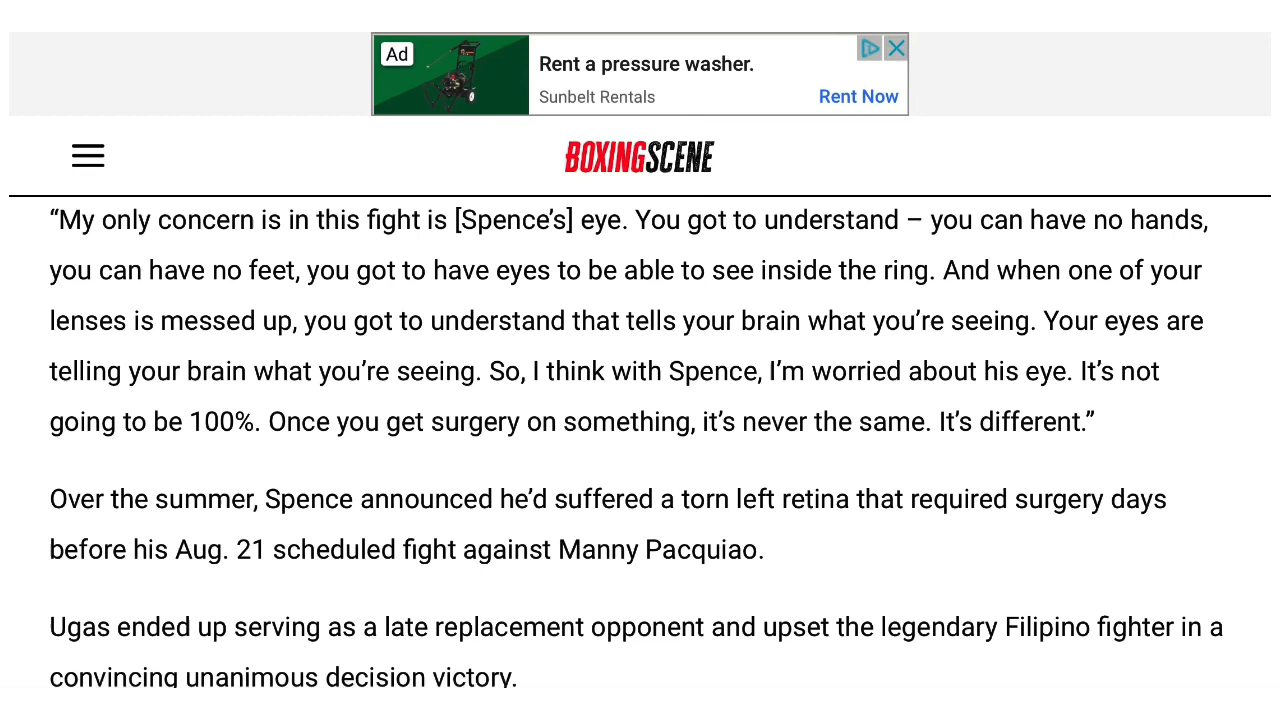 Ad
Rent a pressure washer.
Sunbelt Rentals
Rent Now
BOXINGSCENE
“My only concern is in this fight is [Spence’s] eye. You got to understand – you can have no hands,
you can have no feet, you got to have eyes to be able to see inside the ring. And when one of your
lenses is messed up, you got to understand that tells your brain what you’re seeing. Your eyes are
telling your brain what you’re seeing. So, I think with Spence, I’m worried about his eye. It’s not
going to be 100%. Once you get surgery on something, it’s never the same. It’s different.”
Over the summer, Spence announced he’d suffered a torn left retina that required surgery days
before his Aug. 21 scheduled fight against Manny Pacquiao.
Ugas ended up serving as a late replacement opponent and upset the legendary Filipino fighter in a
convincing unanimous decision victory.